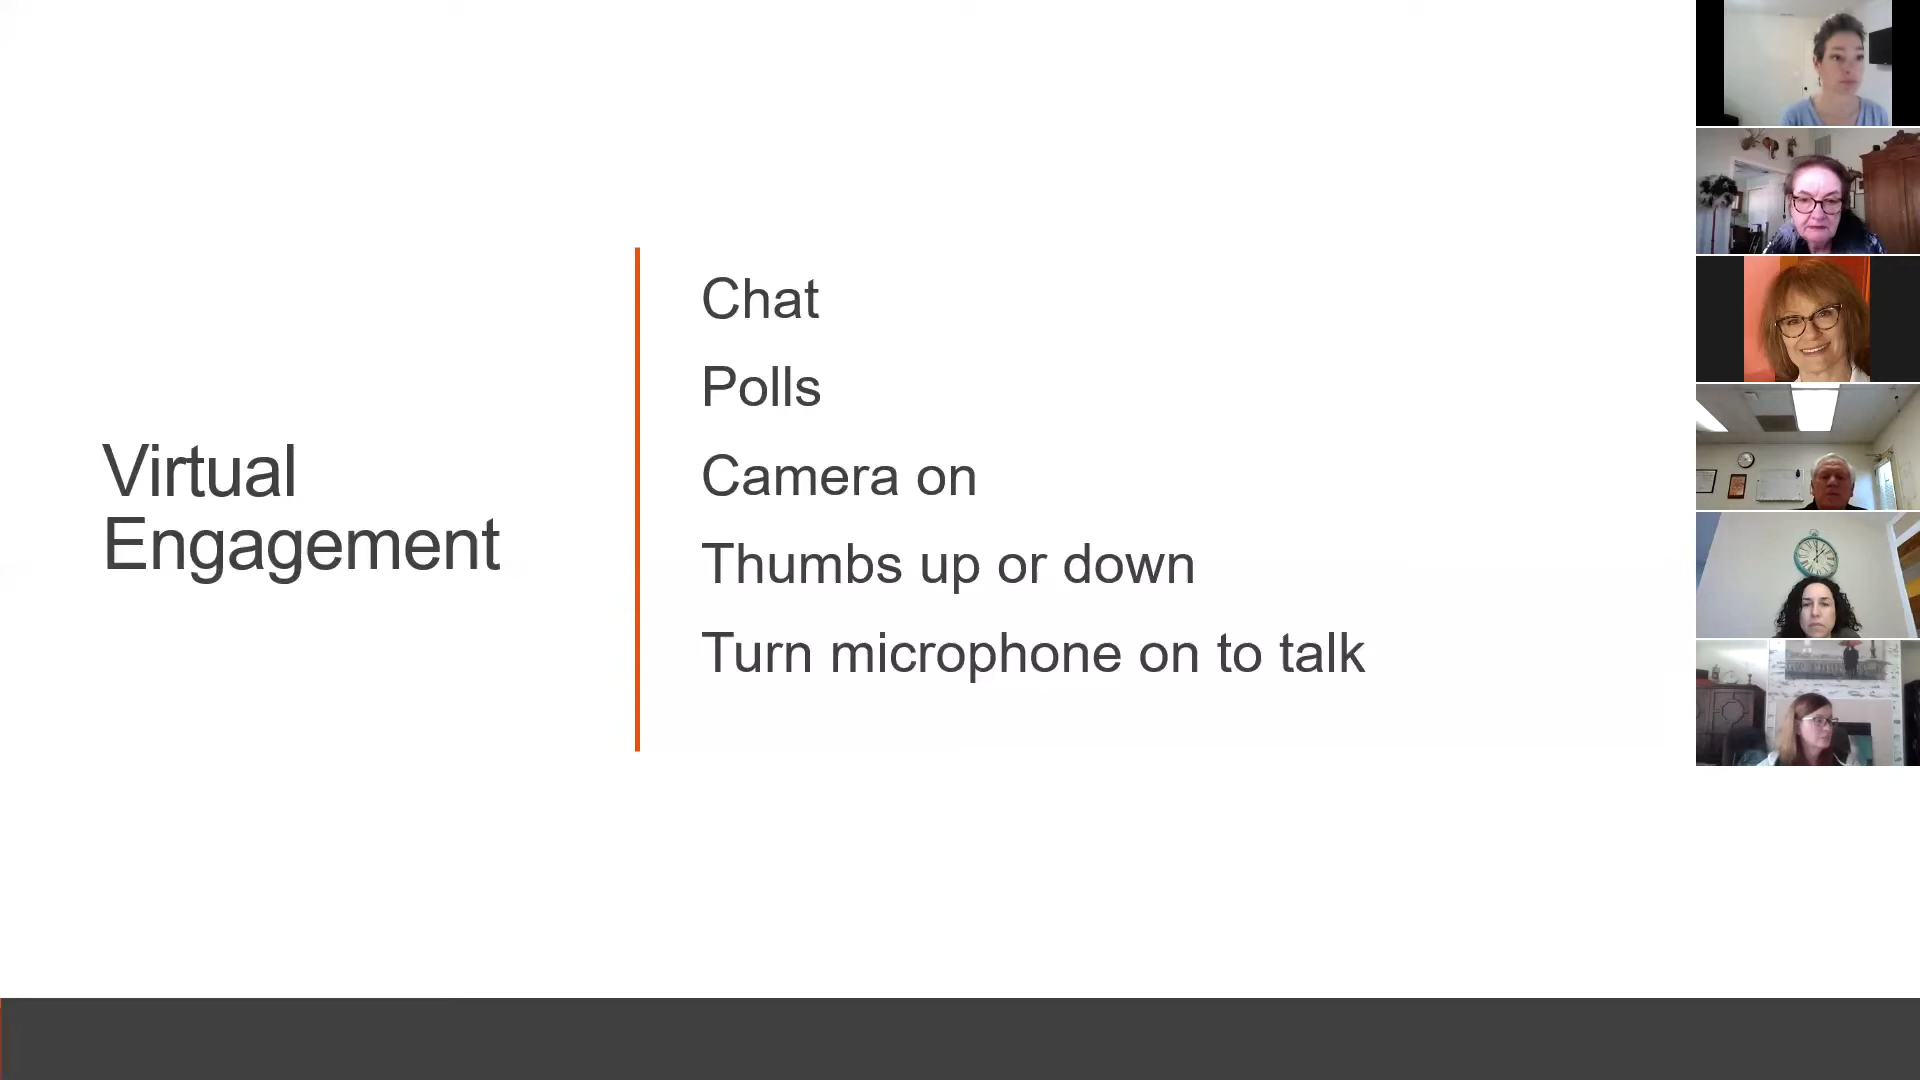 Virtual
Engagement
Chat
Polls
Camera on
Thumbs up or down
Turn microphone on to talk